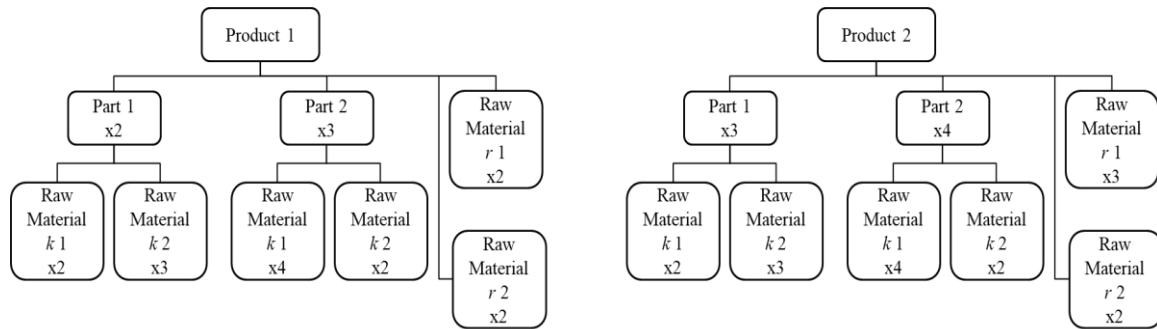 Product 1
Part 1
x2
Part 2
x3
Raw
Material
r 1
x2
Raw
Material
k 1
x2
Raw
Material
k 2
x3
Raw
Material
k 1
x4
Raw
Material
k 2
x2
Raw
Material
r 2
x2
Product 2
Part 1
x3
Part 2
x4
Raw
Material
r 1
x3
Raw
Material
k 1
x2
Raw
Material
k 2
x3
Raw
Material
k 1
x4
Raw
Material
k 2
x2
Raw
Material
r 2
x2